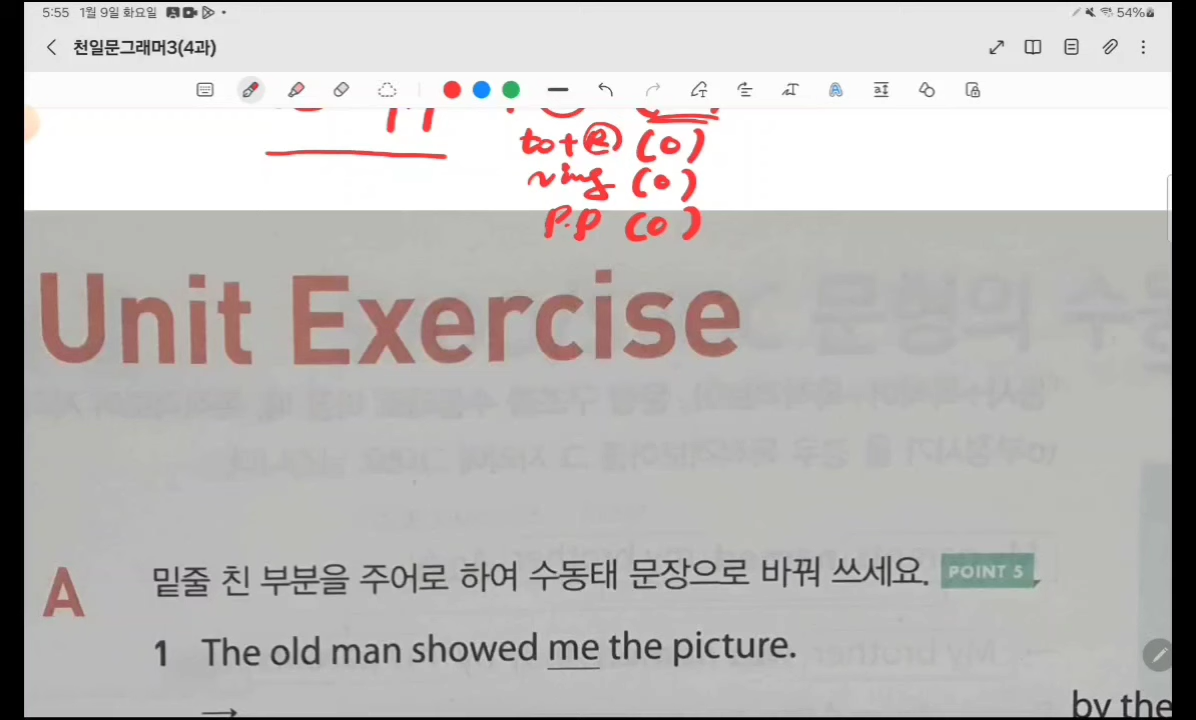 5:55 1월 9일 화요일 54%
천일문그래머3(4과)
to+ⓡ (o)
ving (o)
p.p (o)
Unit Exercise
A 밑줄 친 부분을 주어로 하여 수동태 문장으로 바꿔 쓰세요. POINT 5
1 The old man showed me the picture.
→ by the